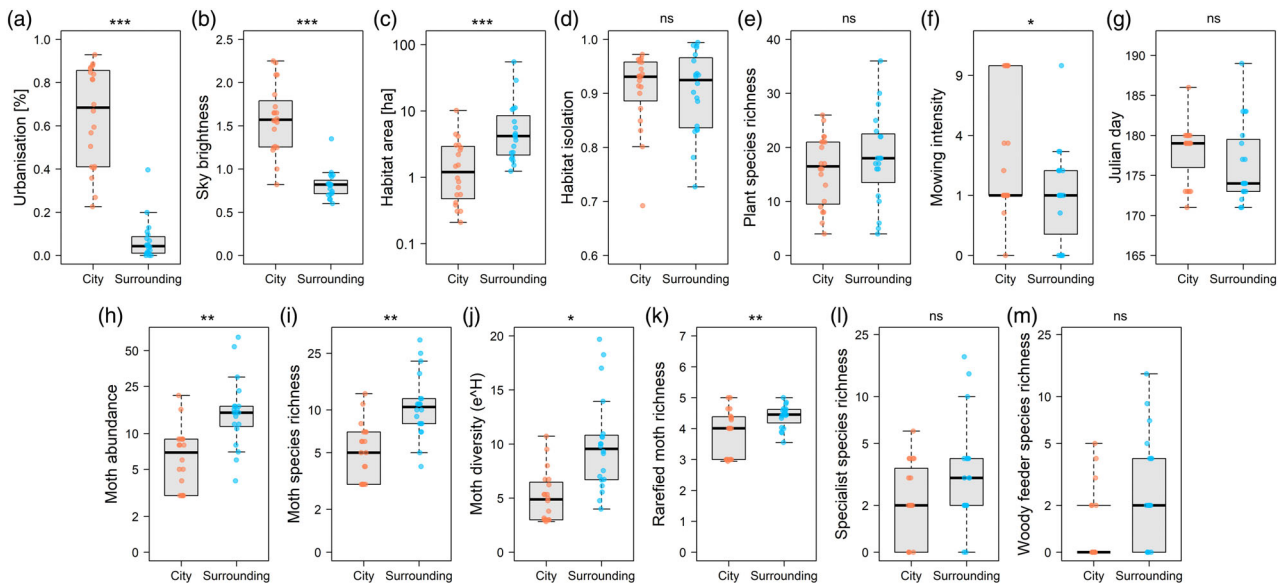 (a)
***
Urbanisation [%]
1.0
0.8
0.6
0.4
0.2
0.0
City Surrounding
(b)
***
Sky brightness
2.5
2.0
1.5
1.0
0.5
0.0
City Surrounding
(c)
***
Habitat area [ha]
100
10
1
0.1
City Surrounding
(d)
ns
Habitat isolation
1.0
0.9
0.8
0.7
0.6
City Surrounding
(e)
ns
Plant species richness
40
30
20
10
0
City Surrounding
(f)
*
Mowing intensity
9
4
1
0
City Surrounding
(g)
ns
Julian day
190
185
180
175
170
165
City Surrounding
(h)
**
Moth abundance
50
25
10
5
2
0
City Surrounding
(i)
**
Moth species richness
25
10
5
2
0
City Surrounding
(j)
*
Moth diversity (e^H)
20
15
10
5
0
City Surrounding
(k)
**
Rarefied moth richness
7
6
5
4
3
2
1
0
City Surrounding
(l)
ns
Specialist species richness
25
10
5
2
0
City Surrounding
(m)
ns
Woody feeder species richness
25
10
5
2
0
City Surrounding